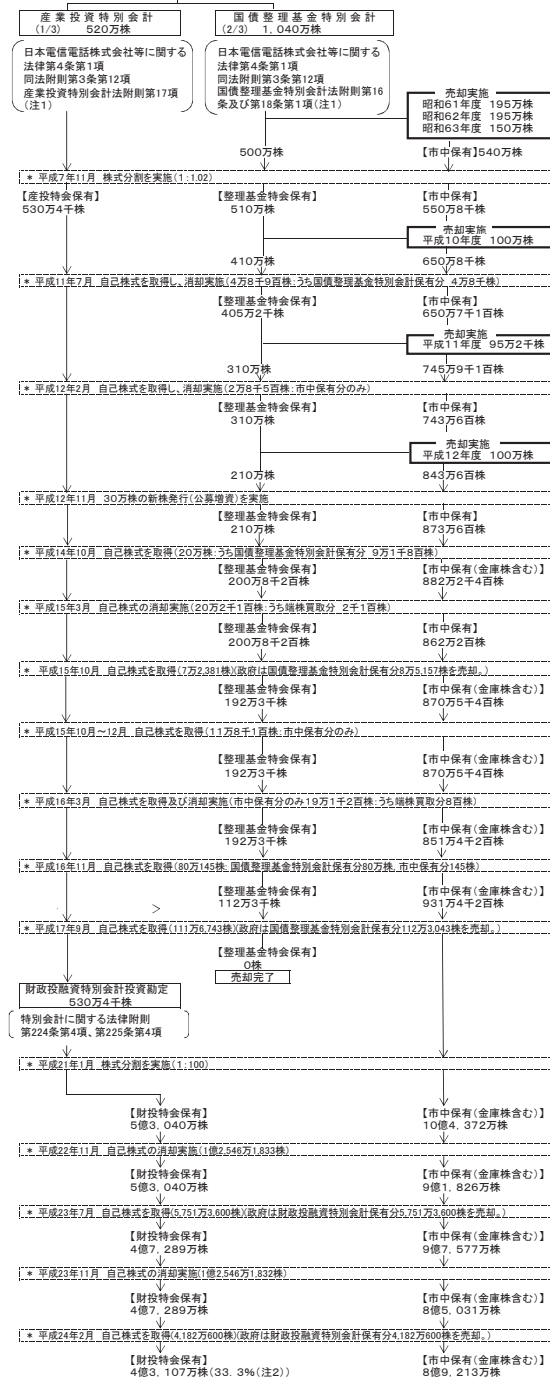 産業投資特別会計
(1/3) 520万株
国債整理基金特別会計
(2/3) 1,040万株
日本電信電話株式会社等に関する
法律第4条第1項
同法附則第3条第12項
産業投資特別会計法附則第17項
(注1)
日本電信電話株式会社等に関する
法律第4条第1項
同法附則第3条第12項
国債整理基金特別会計法附則第16
条及び第18条第1項(注1)
売却実施
昭和61年度 195万株
昭和62年度 195万株
昭和63年度 150万株
500万株
【市中保有】540万株
* 平成7年11月 株式分割を実施(1:1.02)
【産投特会保有】
530万4千株
【整理基金特会保有】
510万株
【市中保有】
550万8千株
売却実施
平成10年度 100万株
410万株
650万8千株
* 平成11年7月 自己株式を取得し、消却実施(4万8千9百株:うち国債整理基金特別会計保有分 4万8千株)
【整理基金特会保有】
405万2千株
【市中保有】
650万7千1百株
売却実施
平成11年度 95万2千株
310万株
745万9千1百株
* 平成12年2月 自己株式を取得し、消却実施(2万8千5百株:市中保有分のみ)
【整理基金特会保有】
310万株
【市中保有】
743万6百株
売却実施
平成12年度 100万株
210万株
843万6百株
* 平成12年11月 30万株の新株発行(公募増資)を実施
【整理基金特会保有】
210万株
【市中保有】
873万6百株
* 平成14年10月 自己株式を取得(20万株:うち国債整理基金特別会計保有分 9万1千8百株)
【整理基金特会保有】
200万8千2百株
【市中保有(金庫株含む)】
882万2千4百株
* 平成15年3月 自己株式の消却実施(20万2千1百株:うち端株買取分 2千1百株)
【整理基金特会保有】
200万8千2百株
【市中保有】
862万2百株
* 平成15年10月 自己株式を取得(7万2,381株)(政府は国債整理基金特別会計保有分8万5,157株を売却。)
【整理基金特会保有】
192万3千株
【市中保有(金庫株含む)】
870万5千4百株
* 平成15年10月～12月 自己株式を取得(11万8千1百株:市中保有分のみ)
【整理基金特会保有】
192万3千株
【市中保有(金庫株含む)】
870万5千4百株
* 平成16年3月 自己株式を取得及び消却実施(市中保有分のみ19万1千2百株:うち端株買取分8百株)
【整理基金特会保有】
192万3千株
【市中保有(金庫株含む)】
851万4千2百株
* 平成16年11月 自己株式を取得(80万145株:国債整理基金特別会計保有分80万株,市中保有分145株)
【整理基金特会保有】
112万3千株
【市中保有(金庫株含む)】
931万4千2百株
* 平成17年9月 自己株式を取得(111万6,743株)(政府は国債整理基金特別会計保有分112万3,043株を売却。)
【整理基金特会保有】
0株
売却完了
財政投融資特別会計投資勘定
530万4千株
特別会計に関する法律附則
第224条第4項、第225条第4項
* 平成21年1月 株式分割を実施(1:100)
【財投特会保有】
5億3,040万株
【市中保有(金庫株含む)】
10億4,372万株
* 平成22年11月 自己株式の消却実施(1億2,546万1,833株)
【財投特会保有】
5億3,040万株
【市中保有(金庫株含む)】
9億1,826万株
* 平成23年7月 自己株式を取得(5,751万3,600株)(政府は財政投融資特別会計保有分5,751万3,600株を売却。)
【財投特会保有】
4億7,289万株
【市中保有(金庫株含む)】
9億7,577万株
* 平成23年11月 自己株式の消却実施(1億2,546万1,832株)
【財投特会保有】
4億7,289万株
【市中保有(金庫株含む)】
8億5,031万株
* 平成24年2月 自己株式を取得(4,182万600株)(政府は財政投融資特別会計保有分4,182万600株を売却。)
【財投特会保有】
4億3,107万株(33.3%(注2))
【市中保有(金庫株含む)】
8億9,213万株